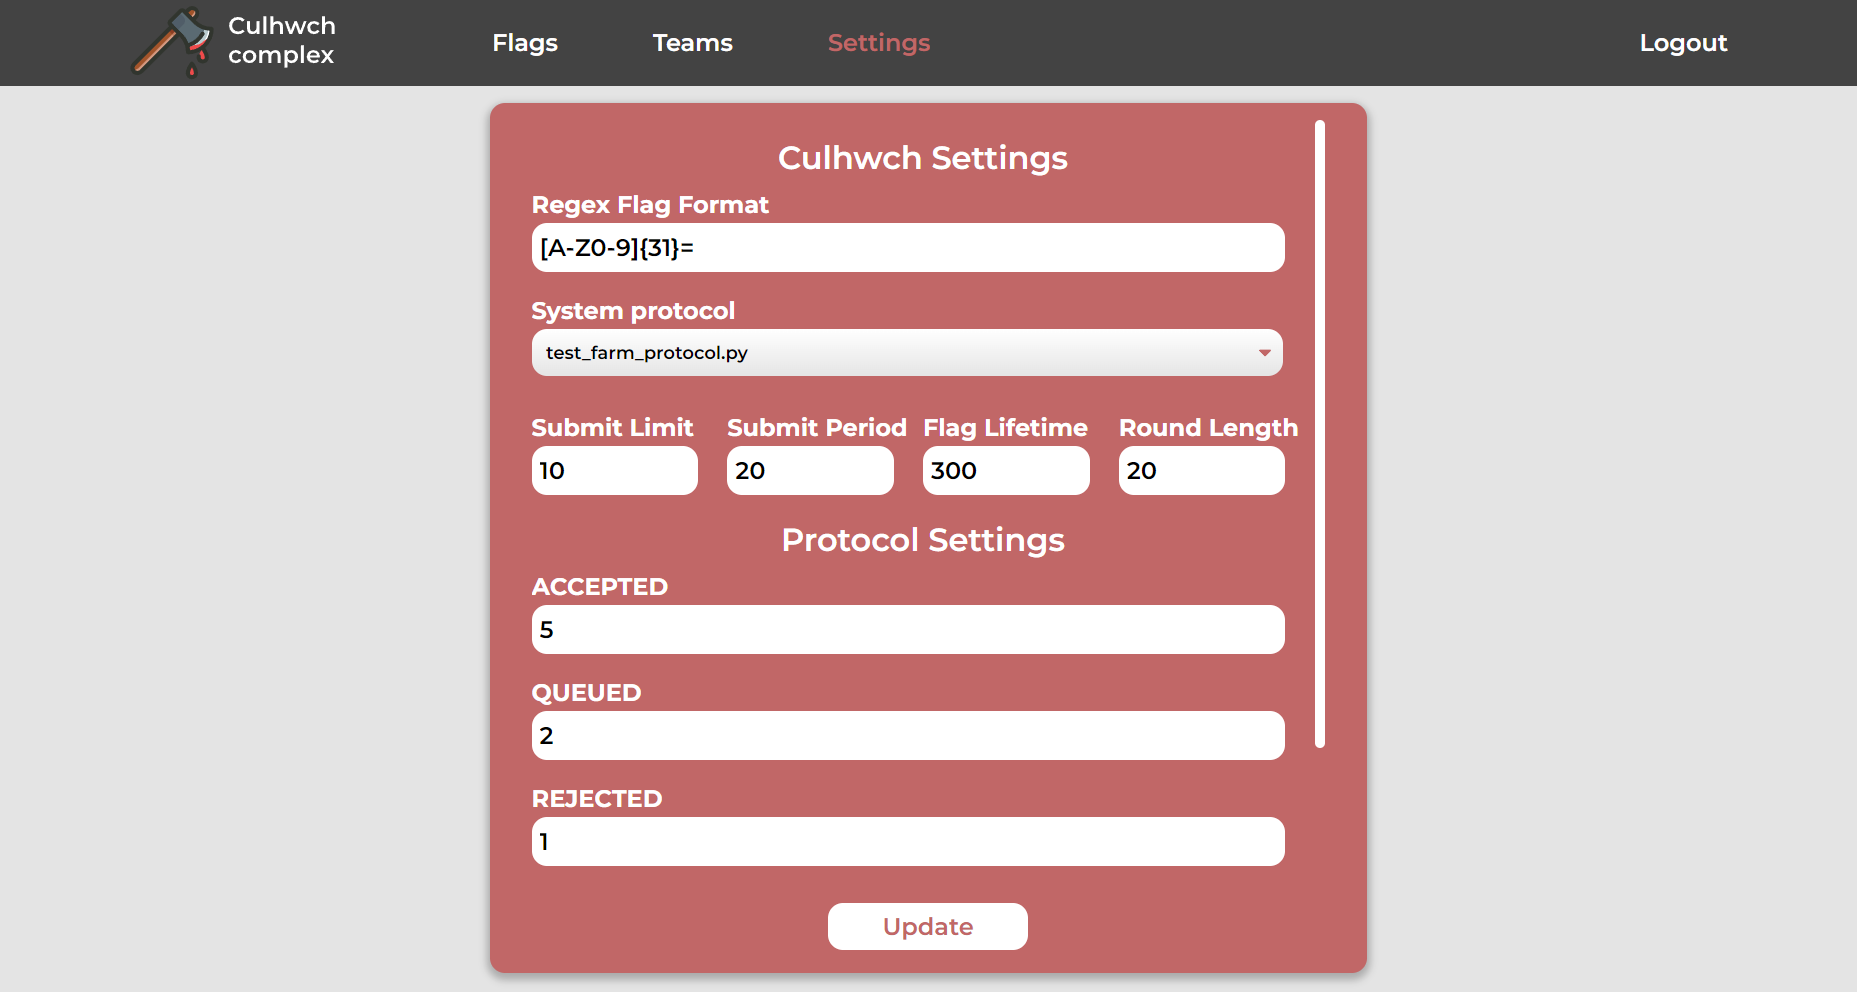 Culhwch
complex
Flags
Teams
Settings
Logout
Culhwch Settings
Regex Flag Format
[A-Z0-9]{31}=
System protocol
test_farm_protocol.py
Submit Limit
Submit Period
Flag Lifetime
Round Length
10
20
300
20
Protocol Settings
ACCEPTED
5
QUEUED
2
REJECTED
1
Update